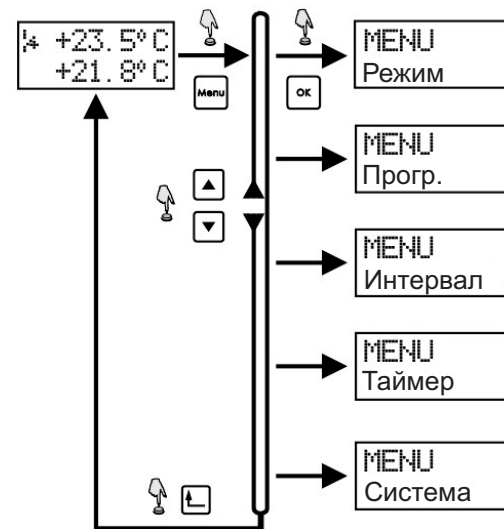 +23.5°C
+21.8°C
Menu
OK
MENU
Режим
MENU
Прогр.
MENU
Интервал
MENU
Таймер
MENU
Система